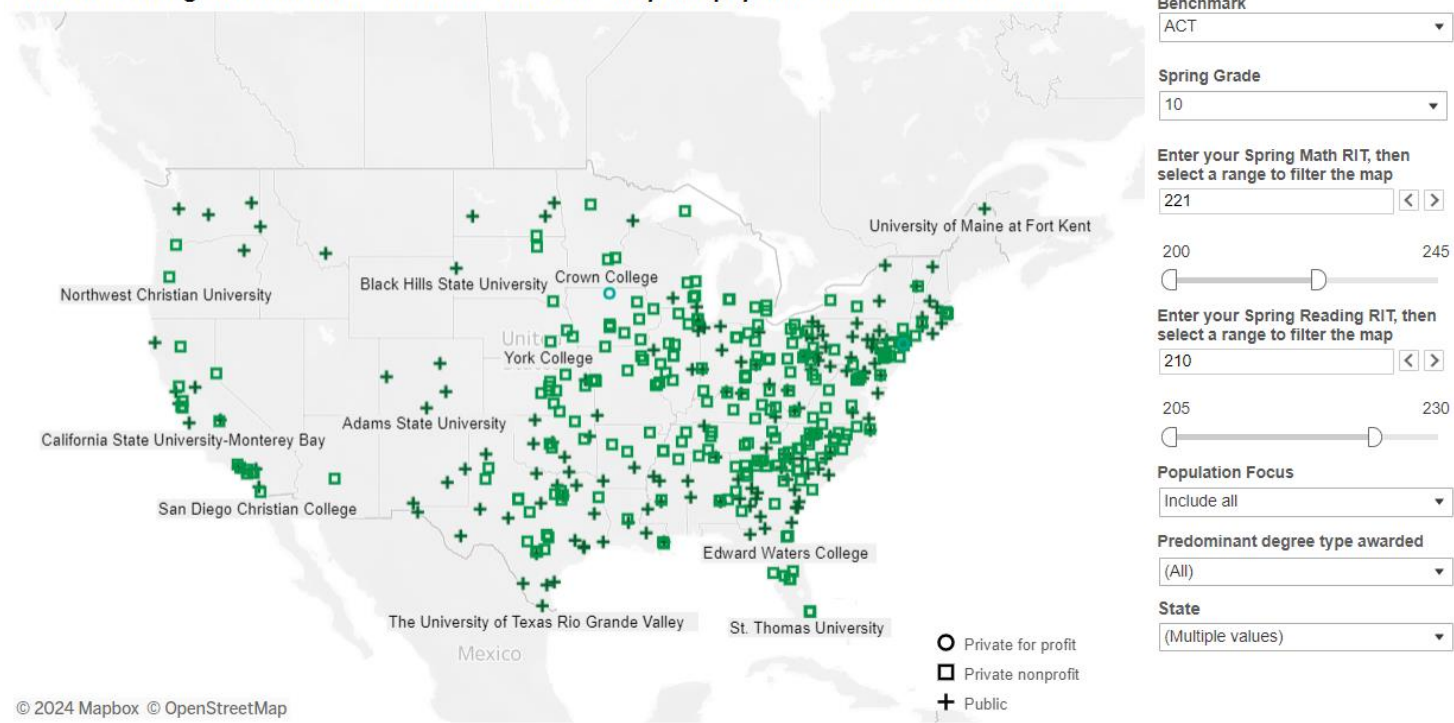 Benchmark
ACT
Spring Grade
10
Enter your Spring Math RIT, then
select a range to filter the map
221
200 245
Enter your Spring Reading RIT, then
select a range to filter the map
210
205 230
Population Focus
Include all
Predominant degree type awarded
(All)
State
(Multiple values)
University of Maine at Fort Kent
Black Hills State University
Crown College
Northwest Christian University
York College
Adams State University
California State University-Monterey Bay
San Diego Christian College
Edward Waters College
The University of Texas Rio Grande Valley
St. Thomas University
Mexico
Private for profit
Private nonprofit
Public
© 2024 Mapbox © OpenStreetMap